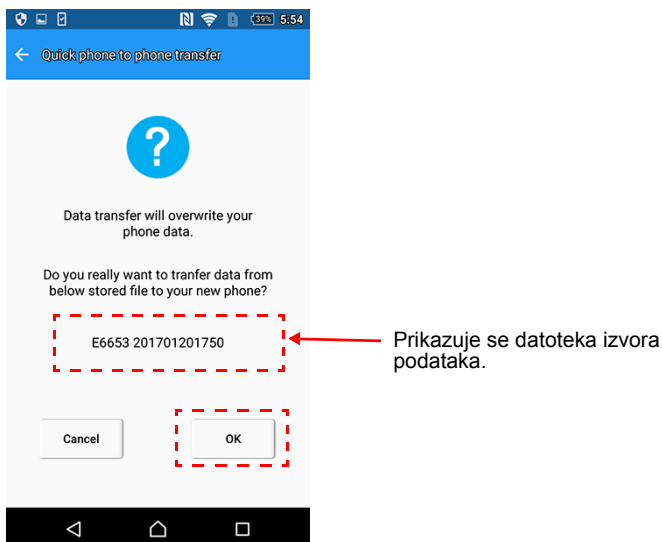 39% 5:54
Quick phone to phone transfer
?
Data transfer will overwrite your
phone data.
Do you really want to tranfer data from
below stored file to your new phone?
E6653 201701201750
Prikazuje se datoteka izvora
podataka.
Cancel OK